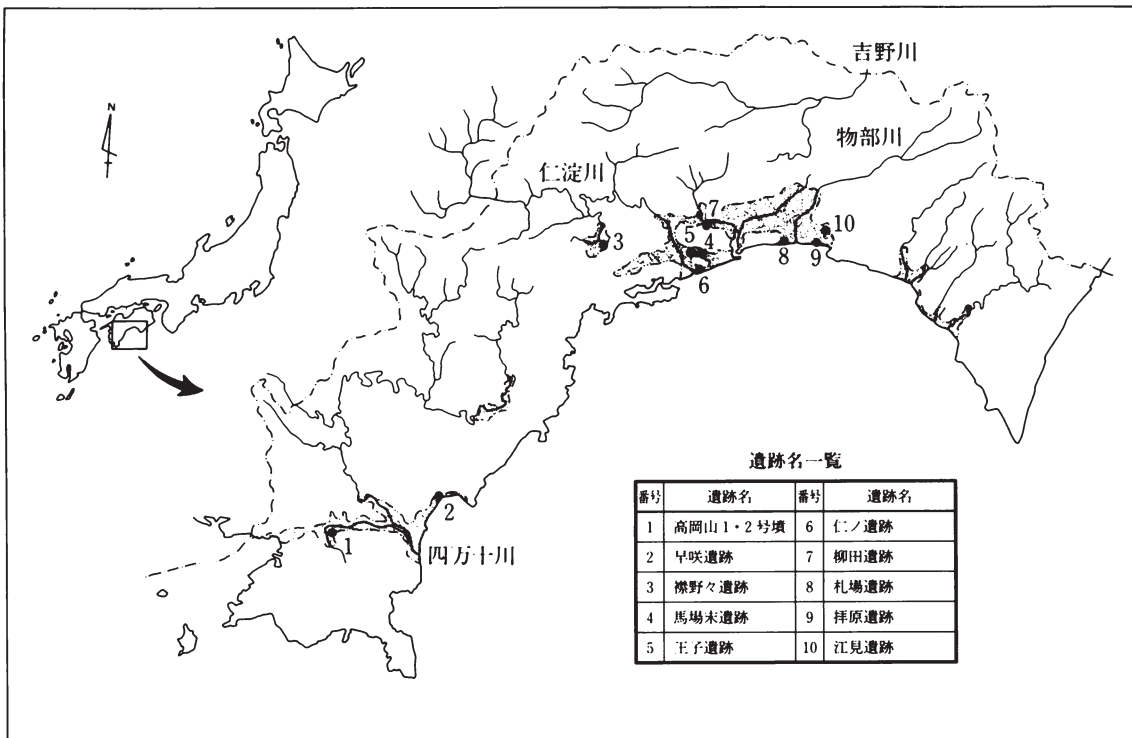 N
吉野川
物部川
仁淀川
7
10
5
4
3
8
9
6
2
1
四万十川
遺跡名一覧
番号 遺跡名 番号 遺跡名
1 高岡山1・2号墳 6 仁ノ遺跡
2 早咲遺跡 7 柳田遺跡
3 襟野々遺跡 8 札場遺跡
4 馬場末遺跡 9 拝原遺跡
5 王子遺跡 10 江見遺跡